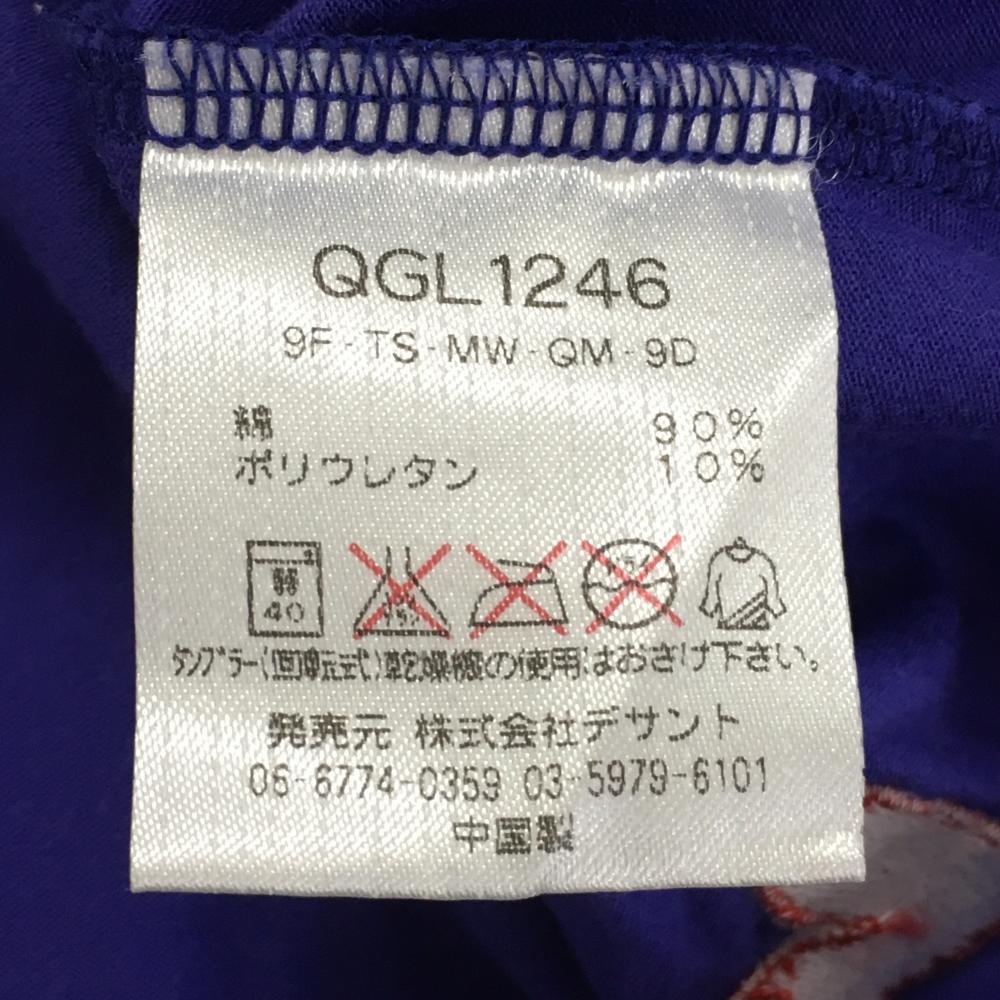 QGL1246
9F-TS-MW-QM-9D
綿 90%
ポリウレタン 10%
弱
40
タンブラー(回転式)乾燥機の使用はおさけ下さい。
発売元 株式会社デサント
06-6774-0359 03-5979-6101
中国製